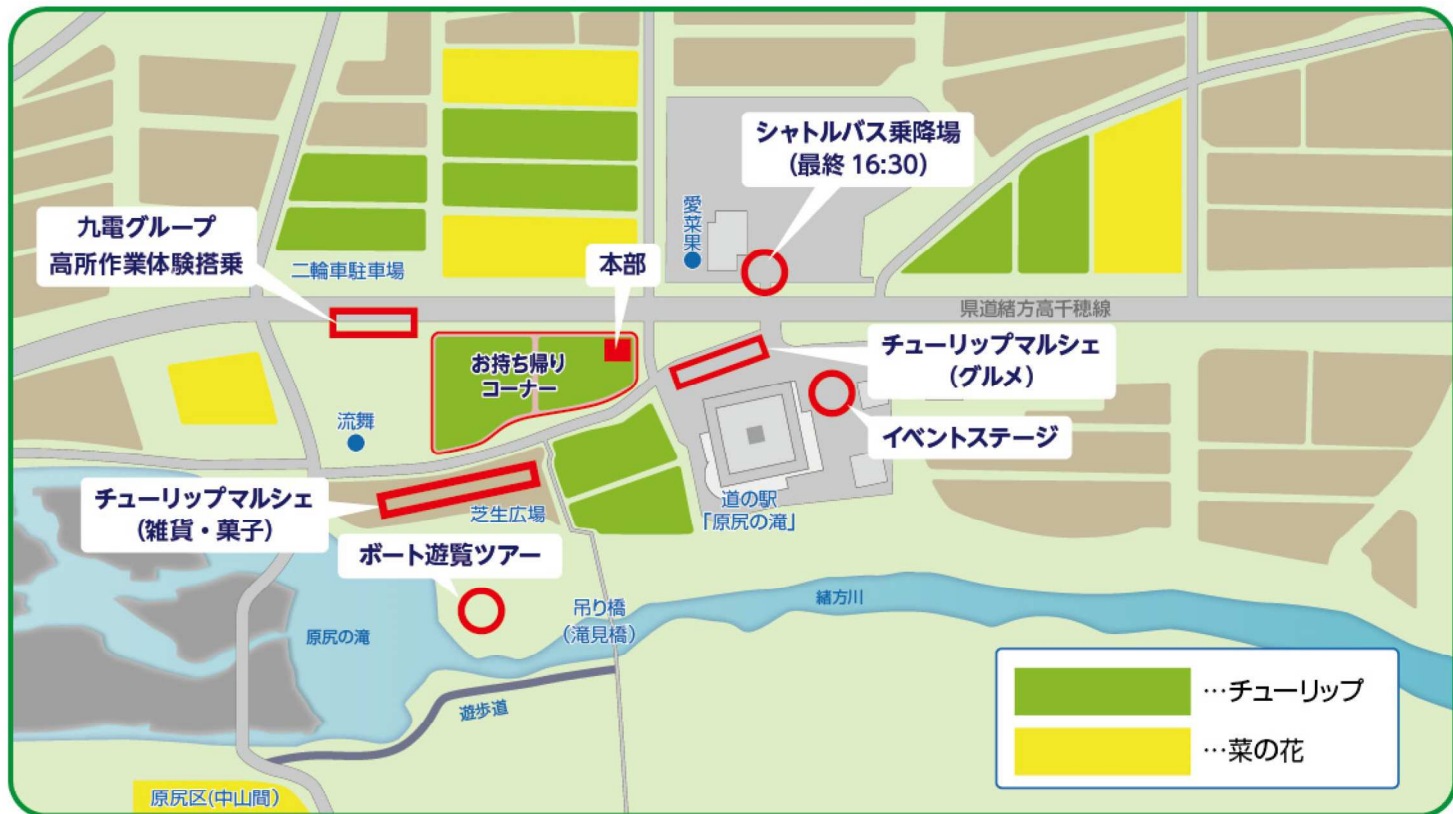 シャトルバス乗降場
(最終 16:30)
愛菜果
九電グループ
高所作業体験搭乗
二輪車駐車場
本部
県道緒方高千穂線
お持ち帰り
コーナー
チューリップマルシェ
(グルメ)
流舞
イベントステージ
チューリップマルシェ
(雑貨・菓子)
芝生広場
道の駅
「原尻の滝」
ボート遊覧ツアー
吊り橋
(滝見橋)
緒方川
原尻の滝
遊歩道
…チューリップ
…菜の花
原尻区(中山間)